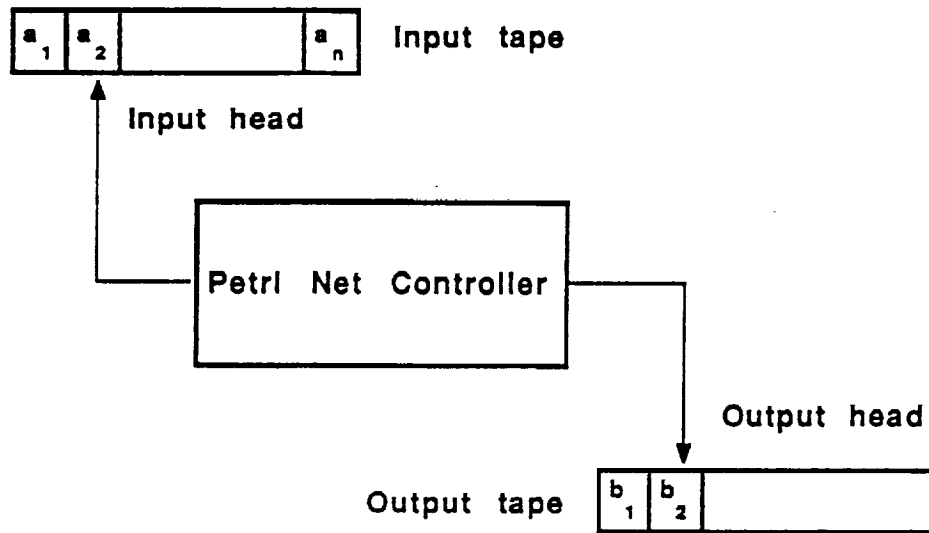 a1 a2 an Input tape
Input head
Petri Net Controller
Output head
Output tape b1 b2